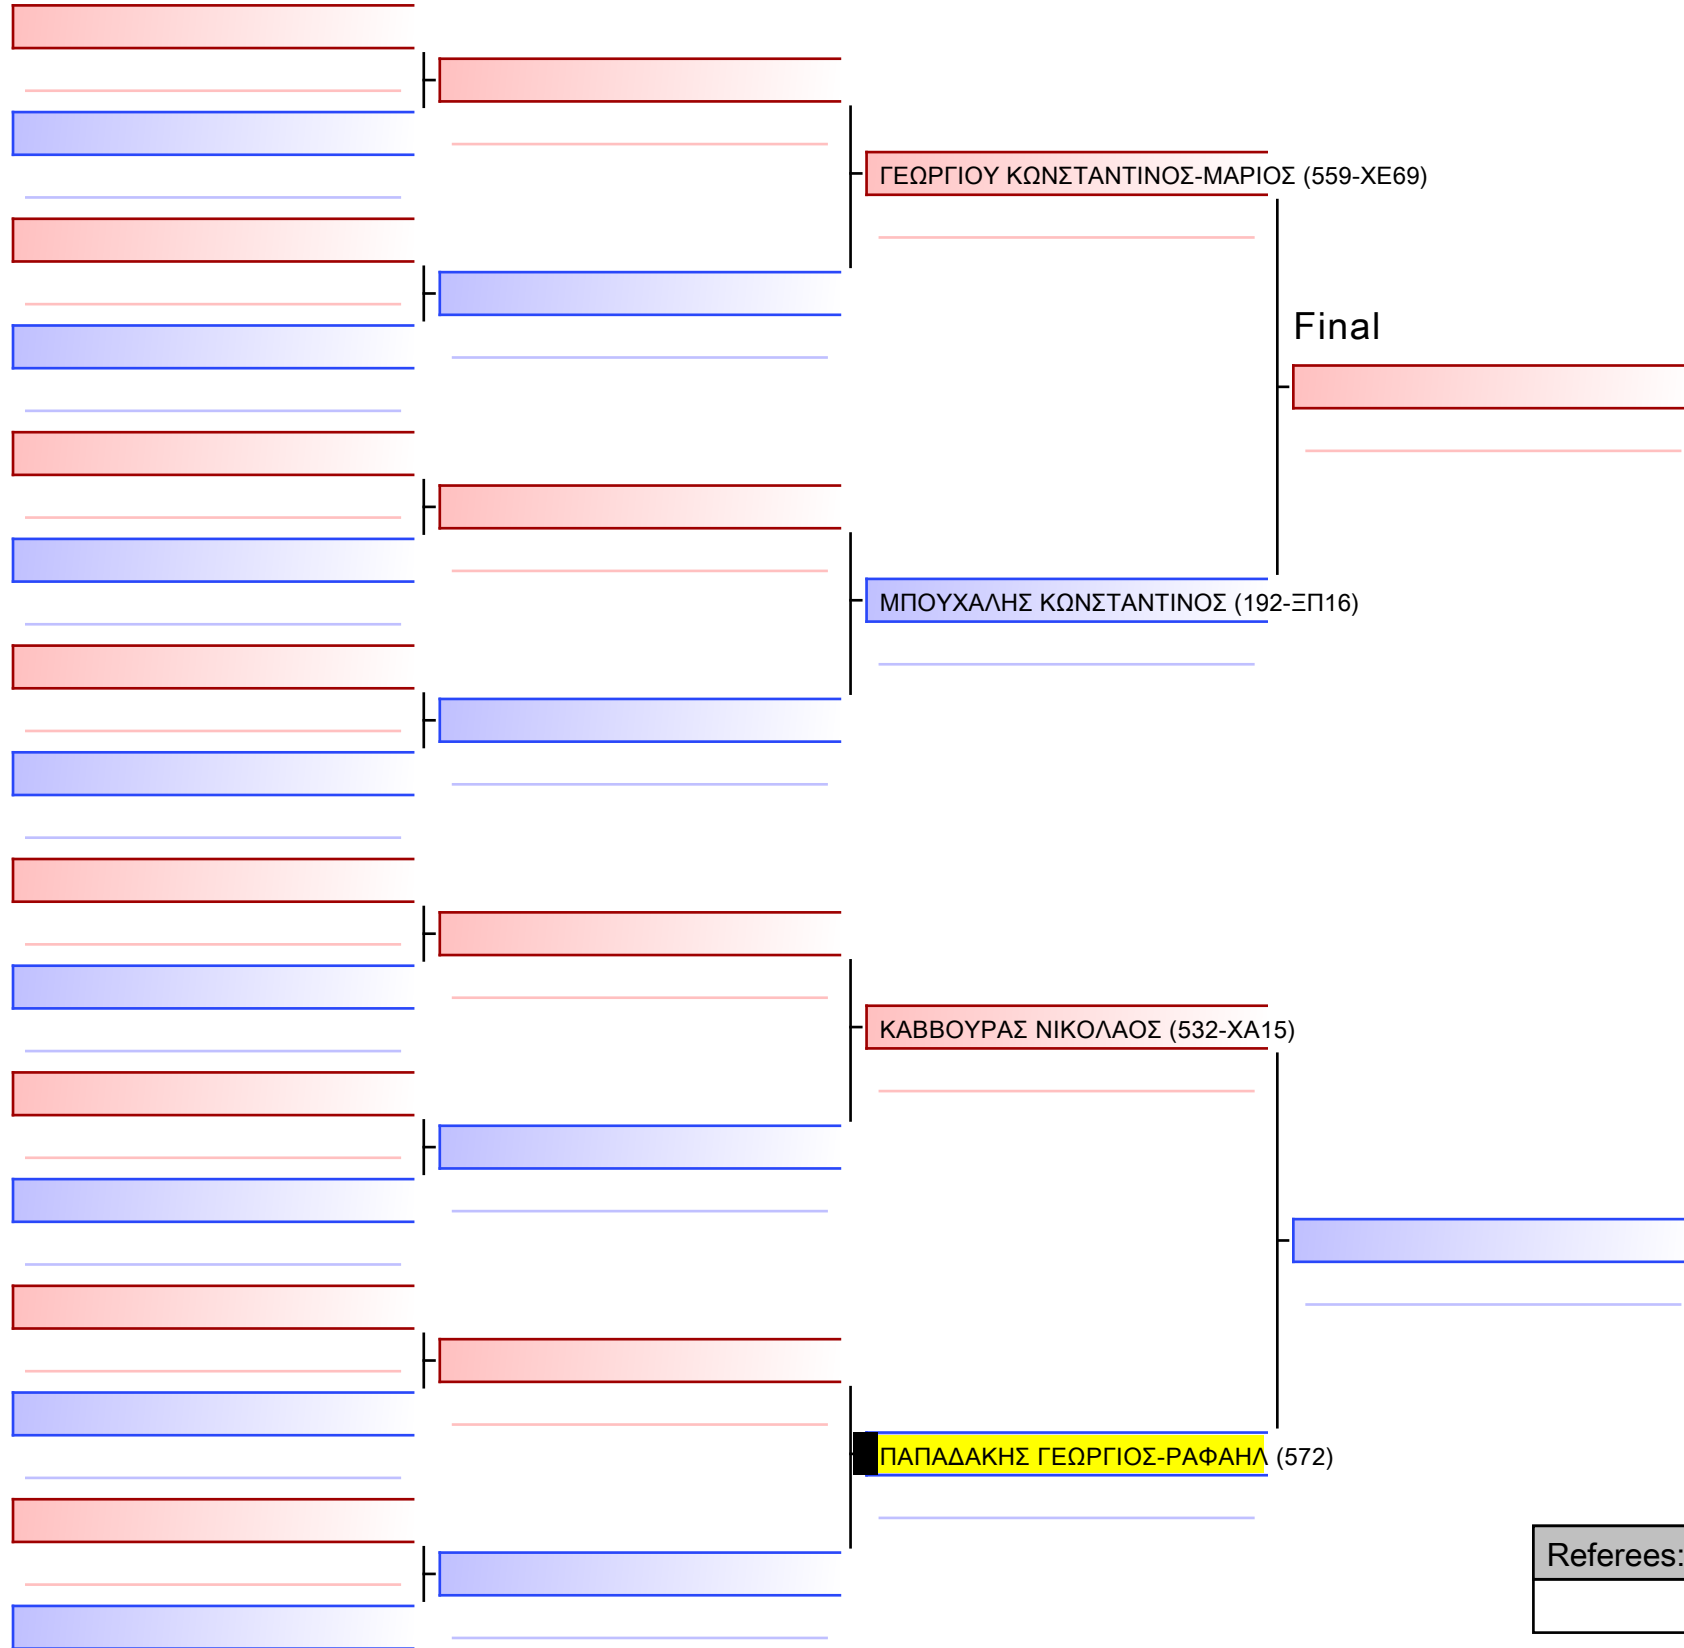 ΓΕΩΡΓΙΟΥ ΚΩΝΣΤΑΝΤΙΝΟΣ-ΜΑΡΙΟΣ (559-ΧΕ69)
Final
ΜΠΟΥΧΑΛΗΣ ΚΩΝΣΤΑΝΤΙΝΟΣ (192-ΞΠ16)
ΚΑΒΒΟΥΡΑΣ ΝΙΚΟΛΑΟΣ (532-ΧΑ15)
ΠΑΠΑΔΑΚΗΣ ΓΕΩΡΓΙΟΣ-ΡΑΦΑΗΛ (572)
Referees: